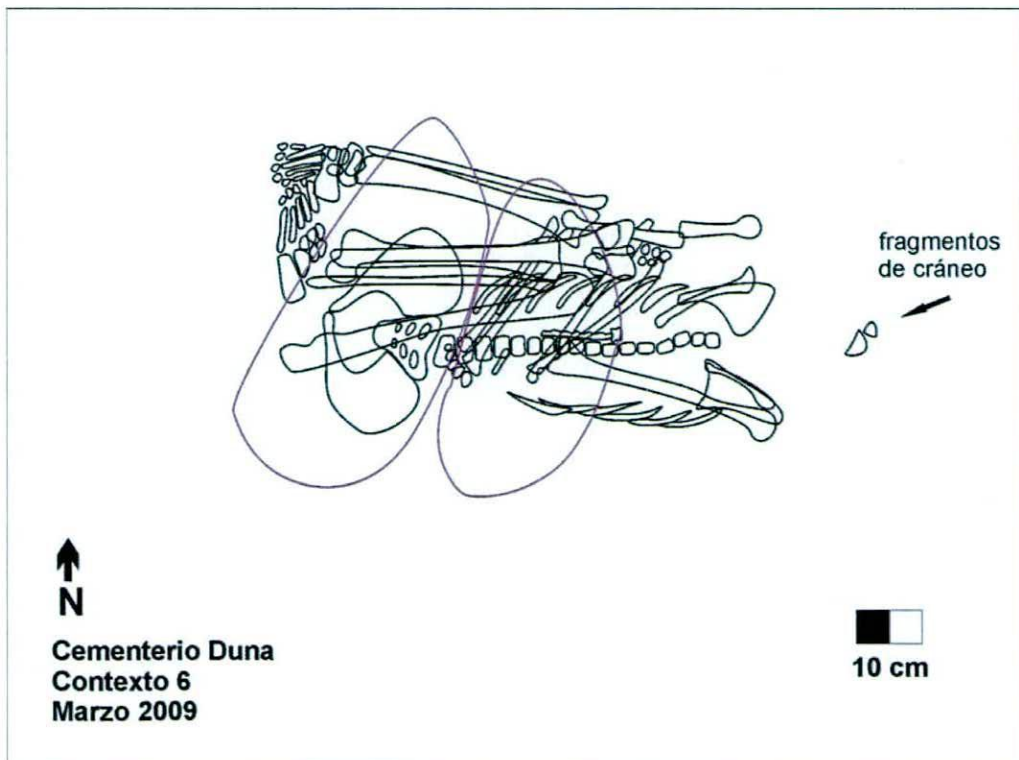 fragmentos
de cráneo
N
Cementerio Duna
Contexto 6
Marzo 2009
10 cm